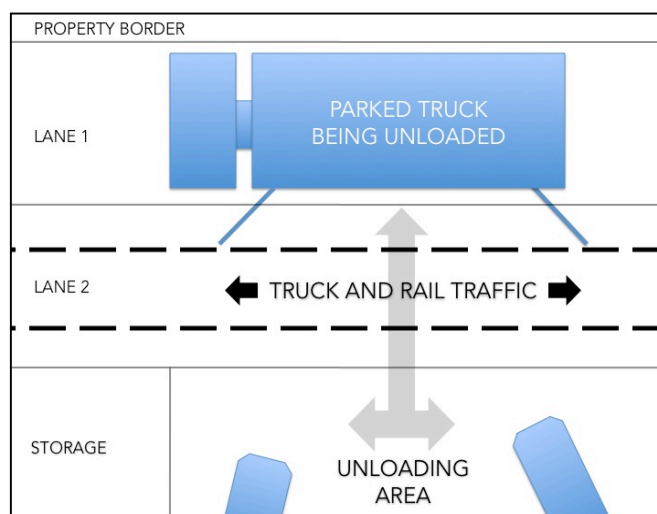 PROPERTY BORDER
PARKED TRUCK
BEING UNLOADED
LANE 1
LANE 2
TRUCK AND RAIL TRAFFIC
STORAGE
UNLOADING
AREA